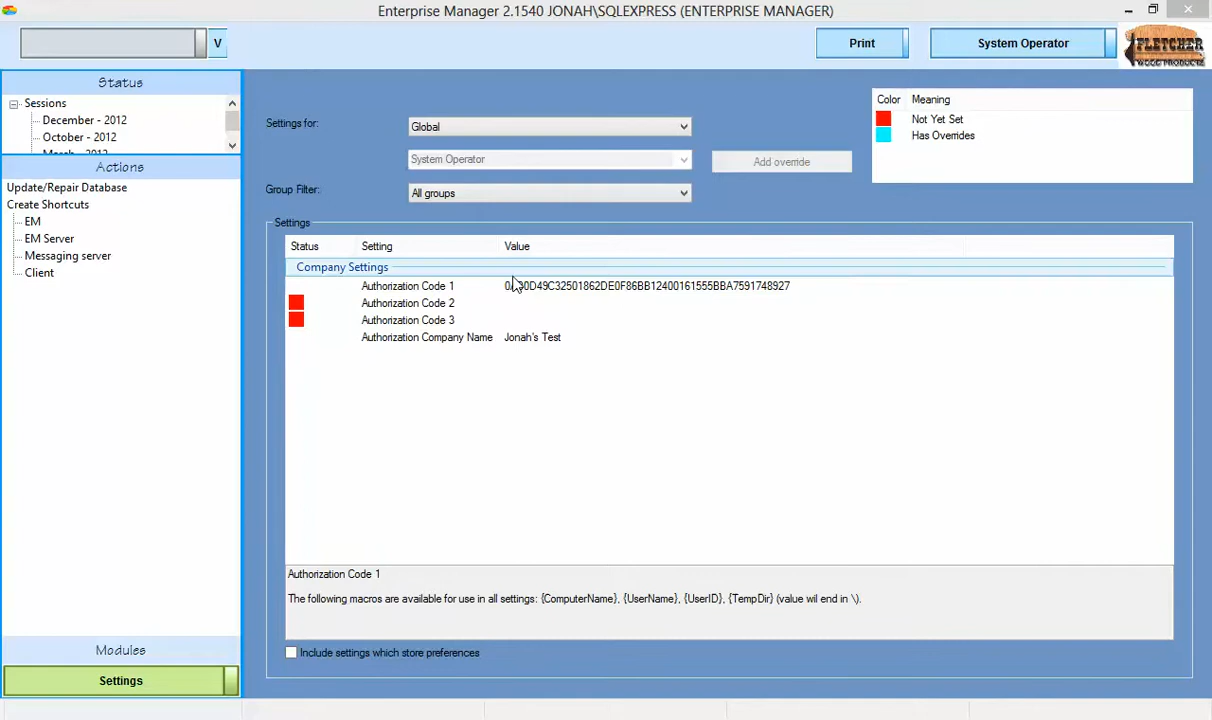 Enterprise Manager 2.1540 JONAH\SQLEXPRESS (ENTERPRISE MANAGER)
V
Print
System Operator
FLETCHER
WOOD PRODUCTS
Status
Sessions
December - 2012
October - 2012
March - 2012
Actions
Update/Repair Database
Create Shortcuts
EM
EM Server
Messaging server
Client
Modules
Settings
Settings for:
Global
System Operator
Add override
Group Filter:
All groups
Color Meaning
Not Yet Set
Has Overrides
Settings
Status Setting Value
Company Settings
Authorization Code 1
Authorization Code 2
Authorization Code 3
Authorization Company Name Jonah's Test
Authorization Code 1
The following macros are available for use in all settings: {ComputerName}, {UserName}, {UserID}, {TempDir} (value wil end in \).
Include settings which store preferences